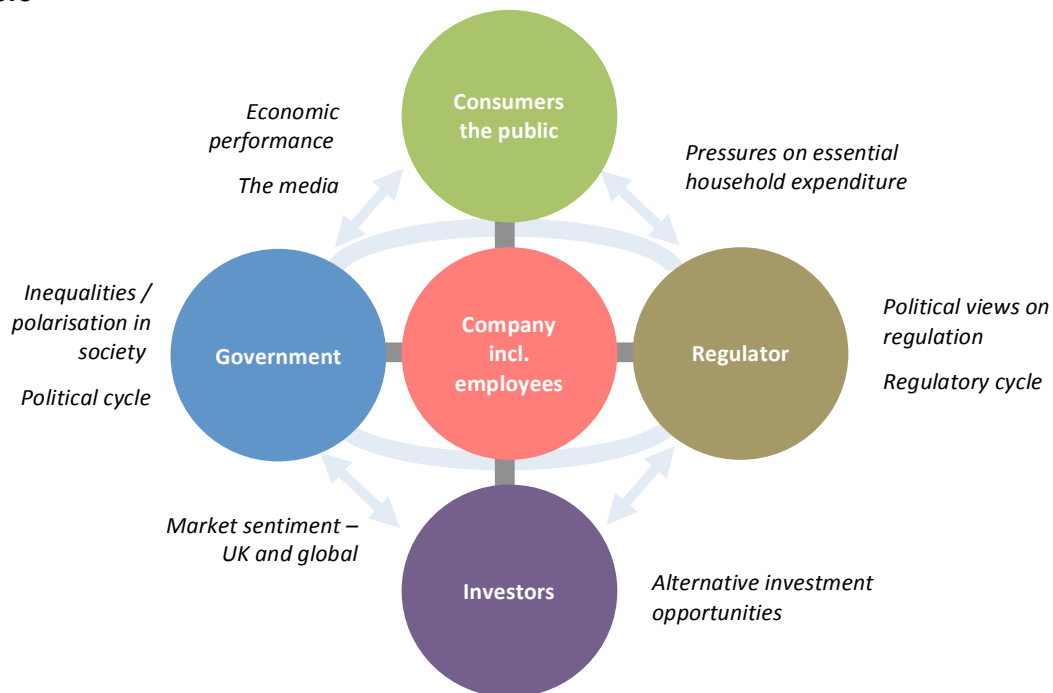 Consumers
the public
Economic
performance
The media
Pressures on essential
household expenditure
Inequalities /
polarisation in
society
Political cycle
Government
Company
incl.
employees
Regulator
Political views on
regulation
Regulatory cycle
Market sentiment –
UK and global
Investors
Alternative investment
opportunities